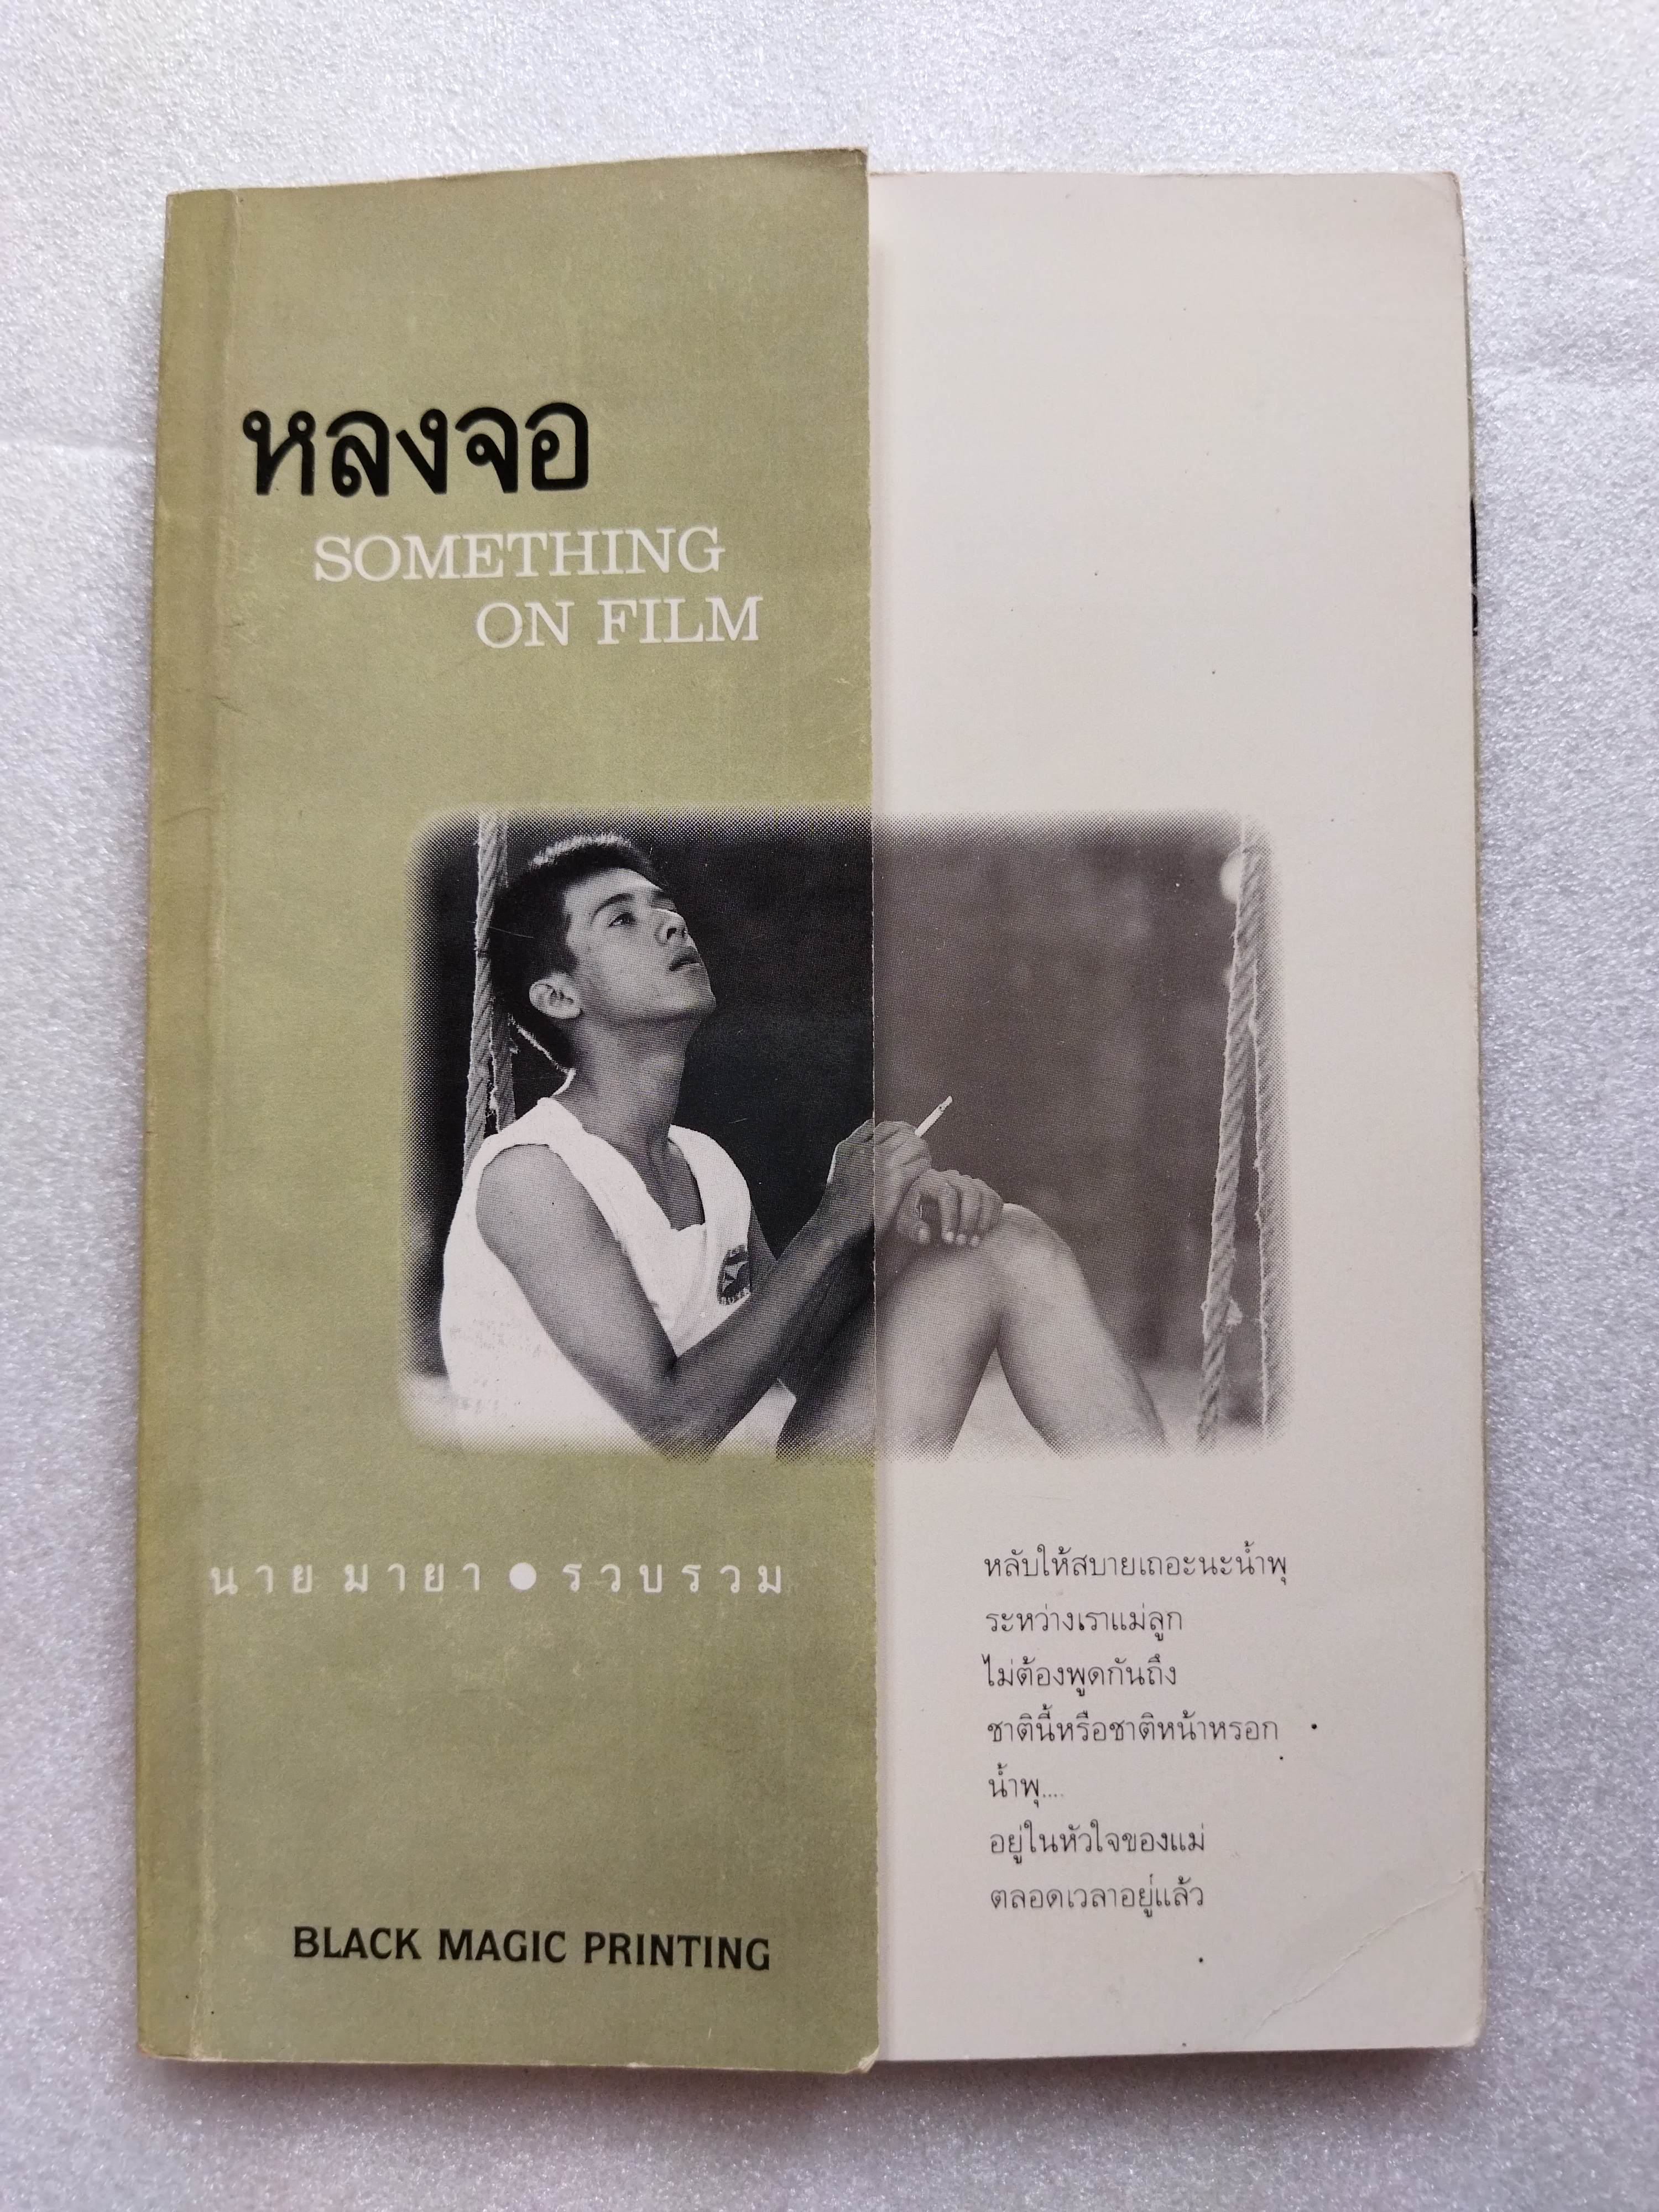 หลงจอ
SOMETHING
ON FILM
นายมายา ● รวบรวม
BLACK MAGIC PRINTING
หลับให้สบายเถอะนะน้ำพุ
ระหว่างเราแม่ลูก
ไม่ต้องพูดกันถึง
ชาตินี้หรือชาติหน้าหรอก
น้ำพุ....
อยู่ในหัวใจของแม่
ตลอดเวลาอยู่แล้ว